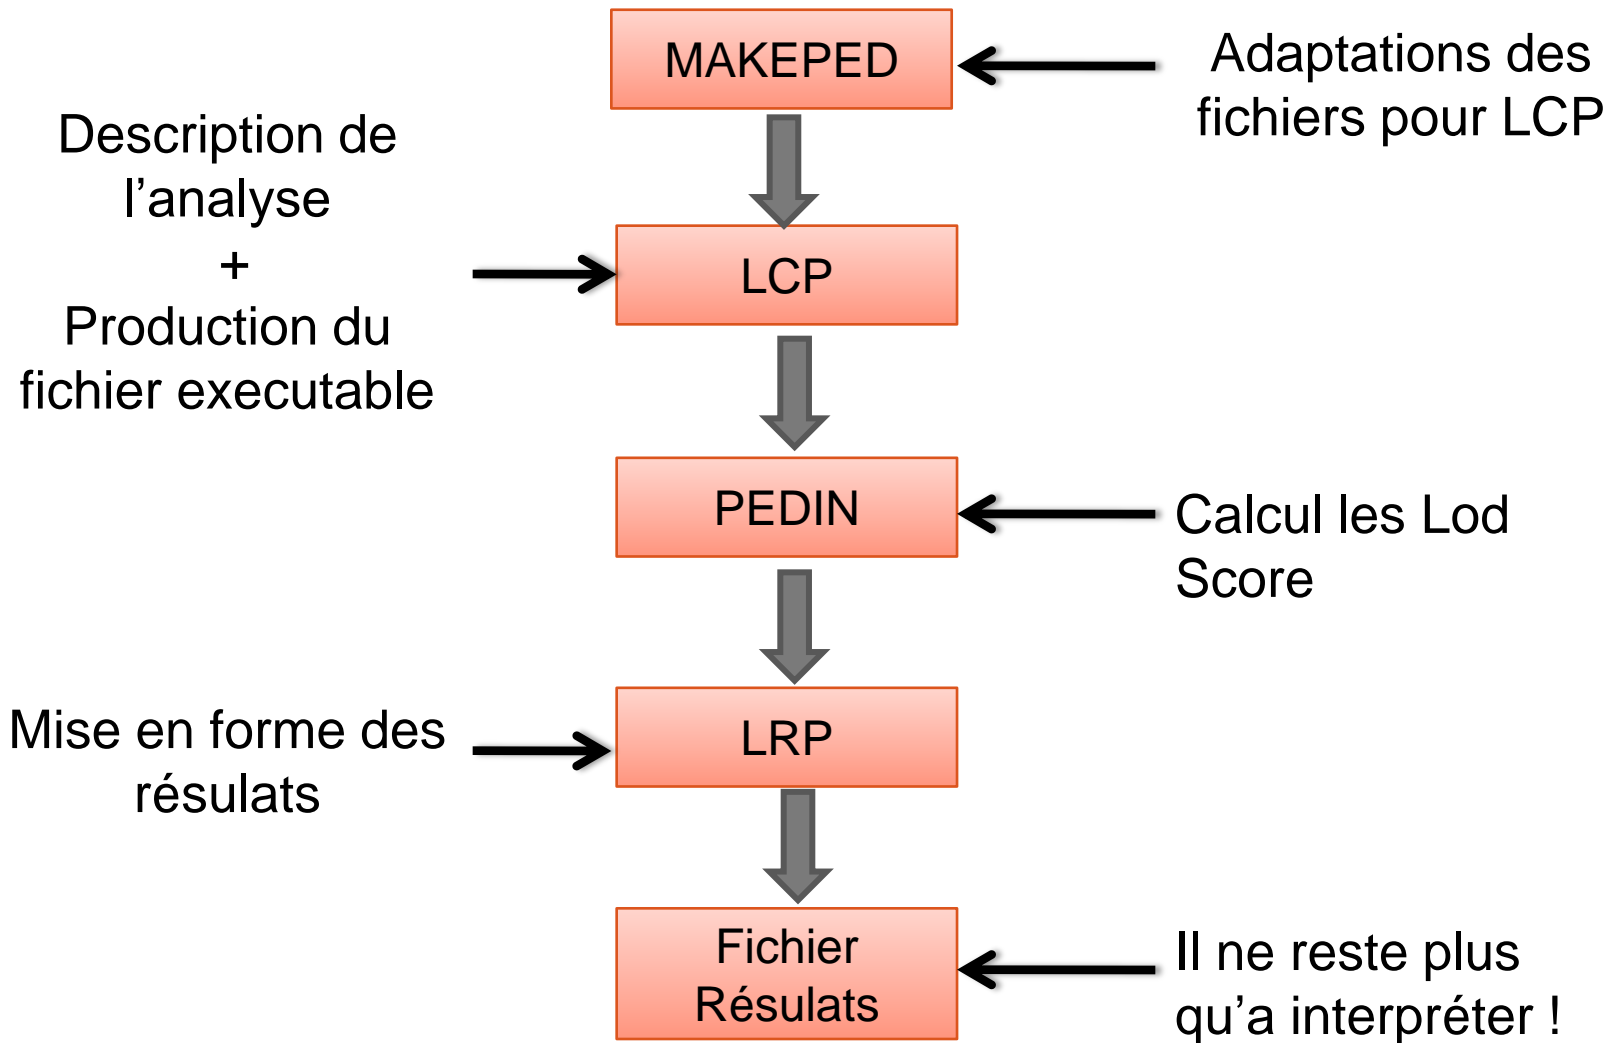 MAKEPED
Adaptations des
fichiers pour LCP
Description de
l’analyse
+
Production du
fichier executable
LCP
PEDIN
Calcul les Lod
Score
Mise en forme des
résulats
LRP
Fichier
Résulats
Il ne reste plus
qu’a interpréter !